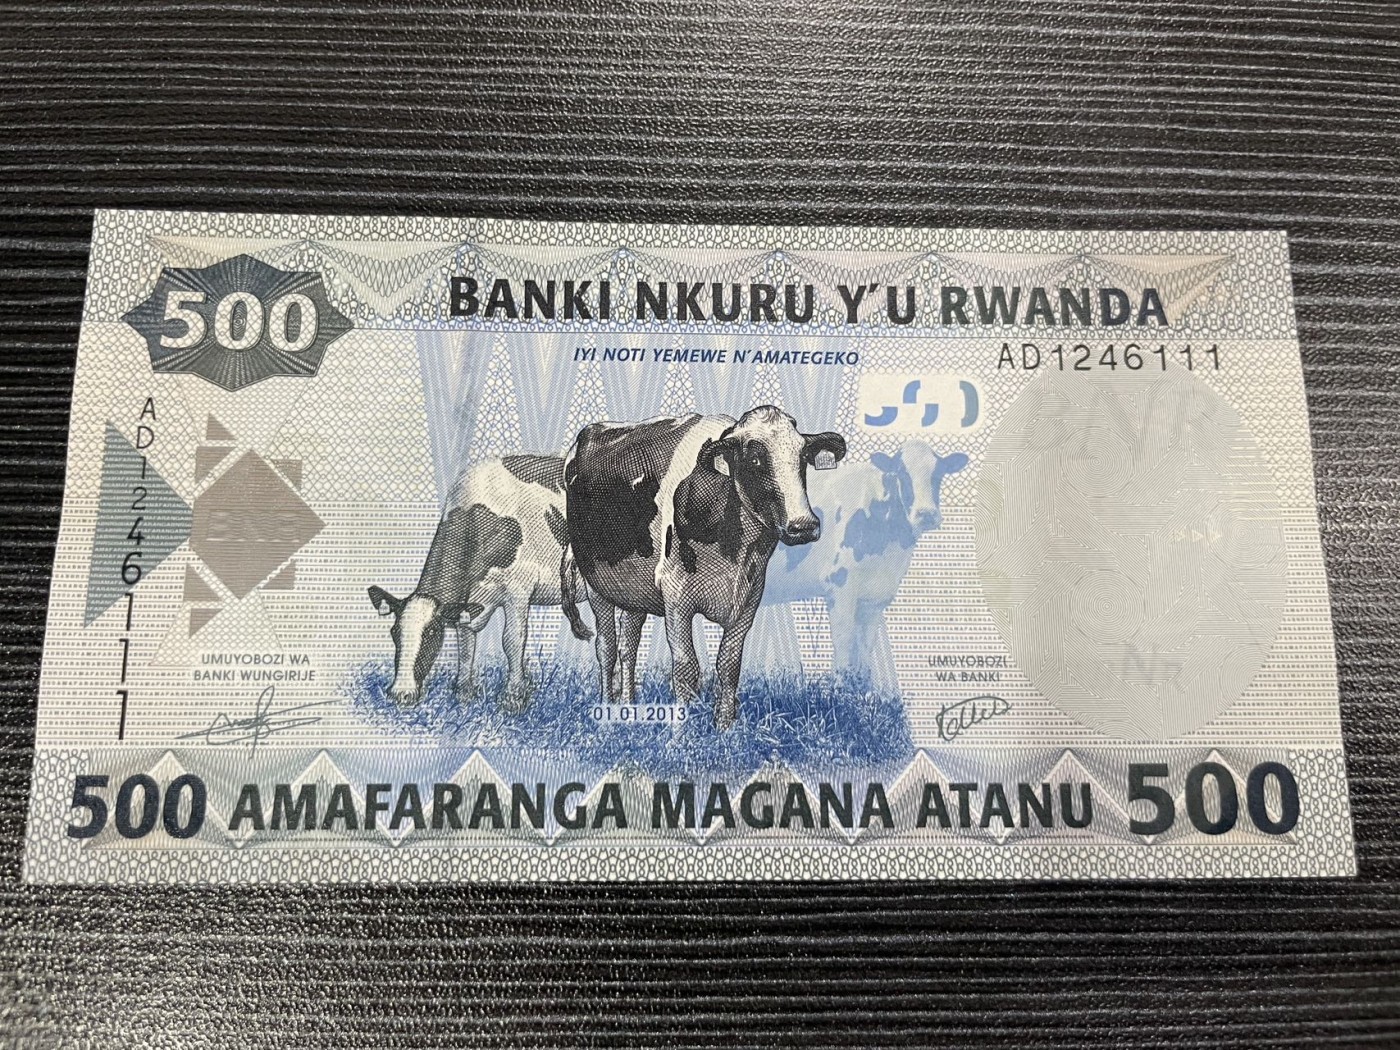 500
BANKI NKURU Y'U RWANDA
IYI NOTI YEMEWE N'AMATEGEKO
AD1246111
AD1246111
UMUYOBOZI WA
BANKI WUNGIRIJE
UMUYOBOZI
WA BANKI
01.01.2013
500 AMAFARANGA MAGANA ATANU 500